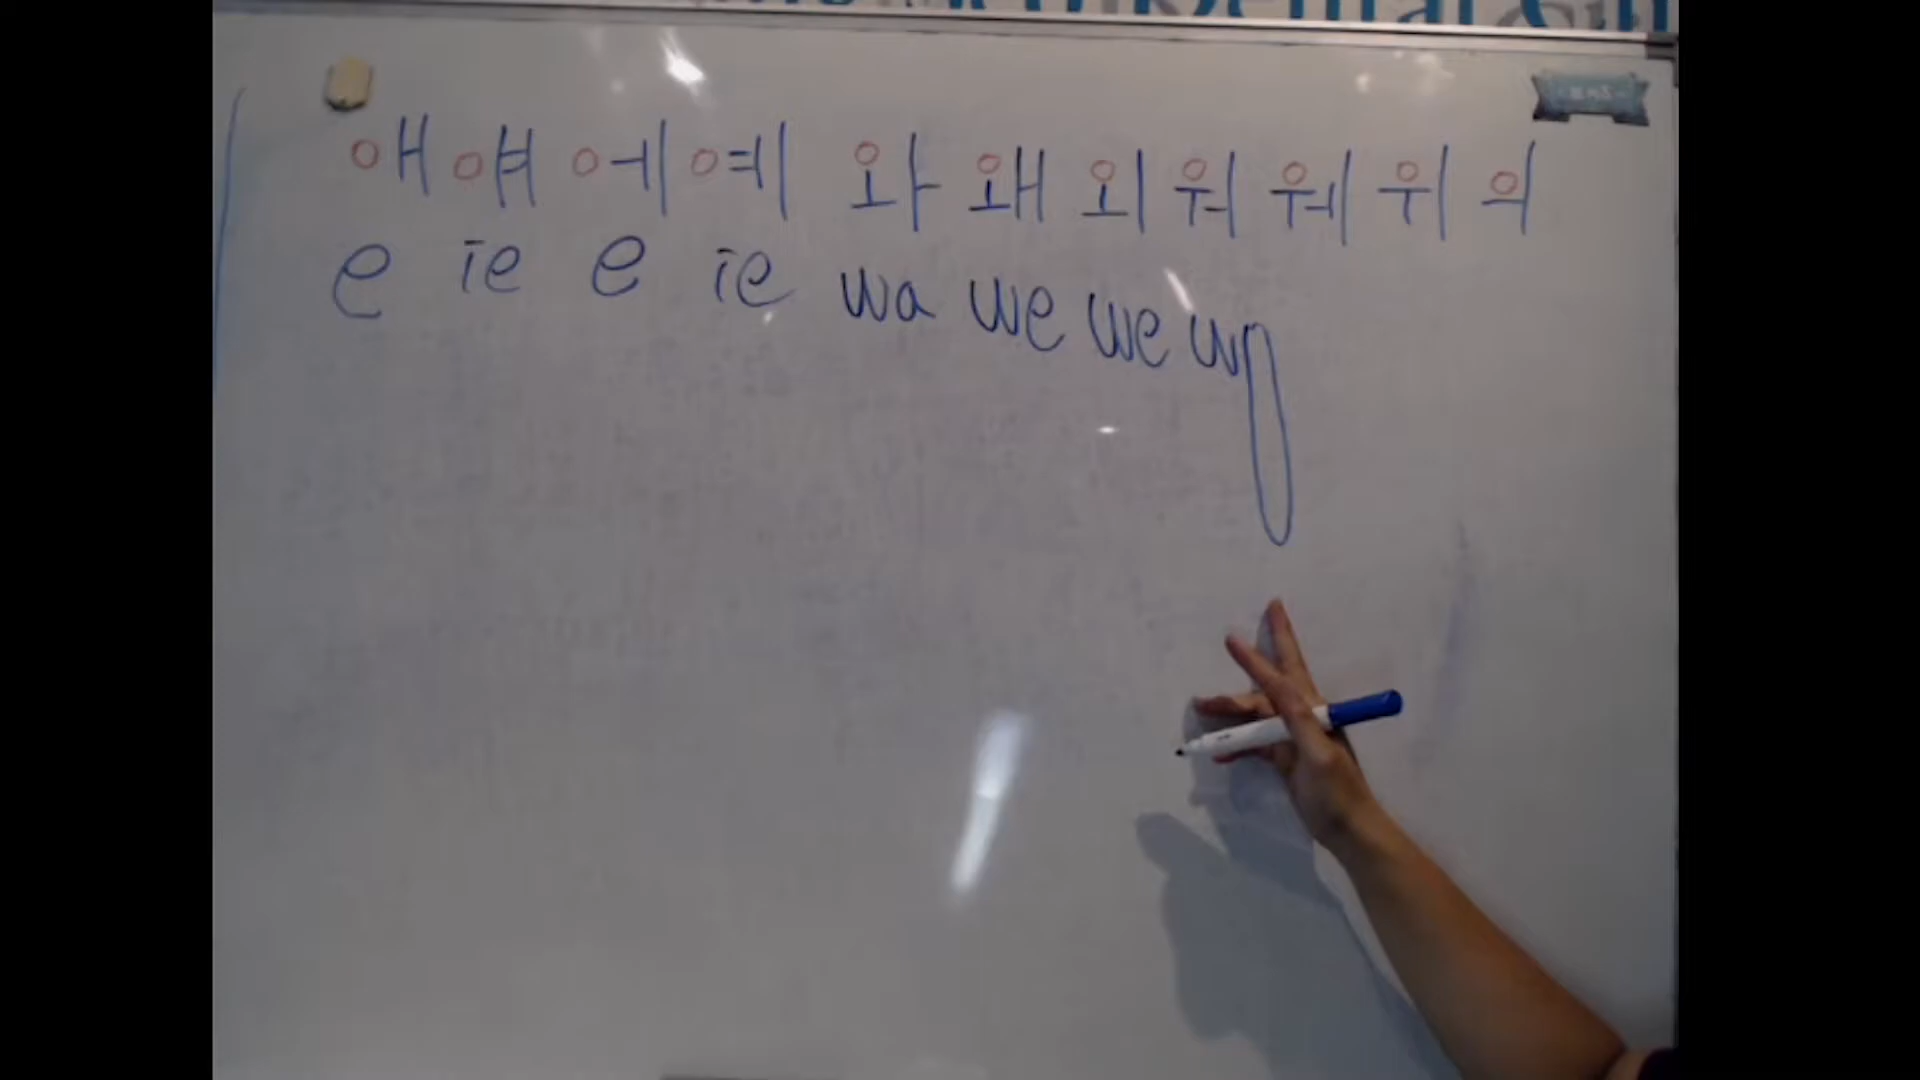 애 얘 에 예 와 왜 외 워 웨 위 의
e ie e ie wa we we